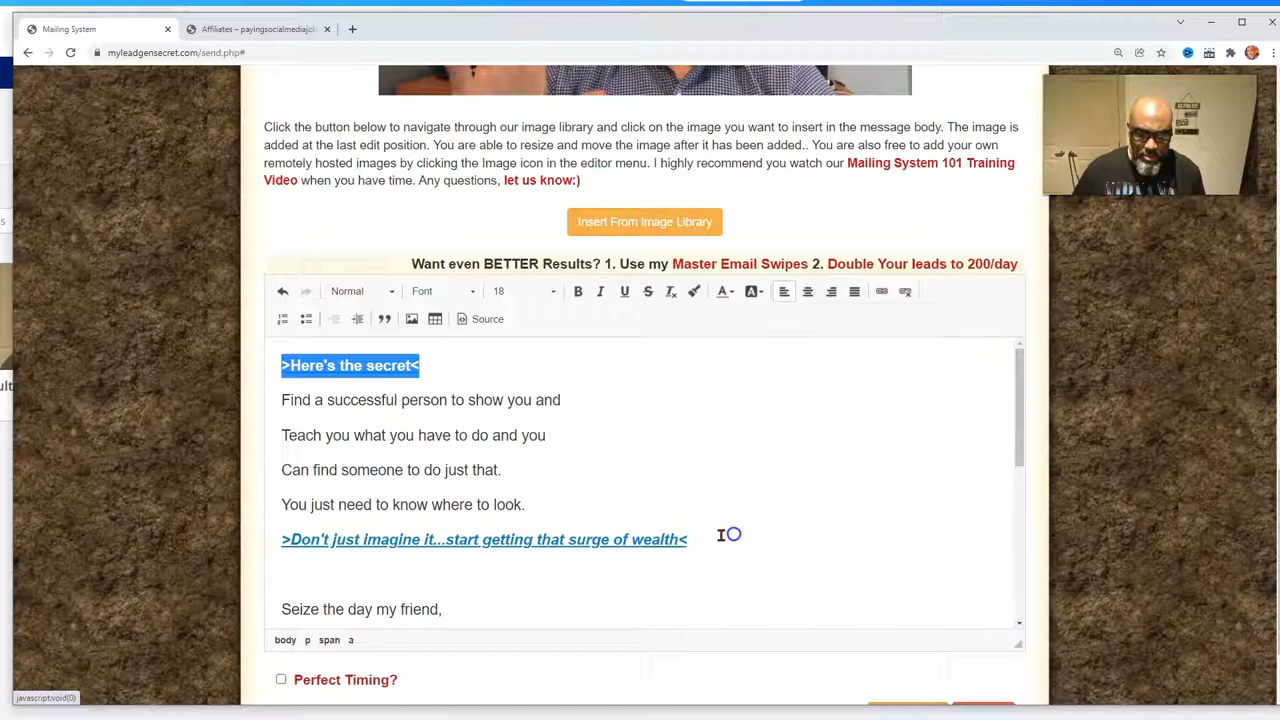 Mailing System
Affiliates – payingsocialmediajol
myleadgensecret.com/send.php#
Click the button below to navigate through our image library and click on the image you want to insert in the message body. The image is
added at the last edit position. You are able to resize and move the image after it has been added.. You are also free to add your own
remotely hosted images by clicking the Image icon in the editor menu. I highly recommend you watch our Mailing System 101 Training
Video when you have time. Any questions, let us know:)
Insert From Image Library
Want even BETTER Results? 1. Use my Master Email Swipes 2. Double Your leads to 200/day
Normal Font 18
Source
>Here's the secret<
Find a successful person to show you and
Teach you what you have to do and you
Can find someone to do just that.
You just need to know where to look.
>Don't just imagine it...start getting that surge of wealth<
Seize the day my friend,
body p span a
Perfect Timing?
javascript:void(0)